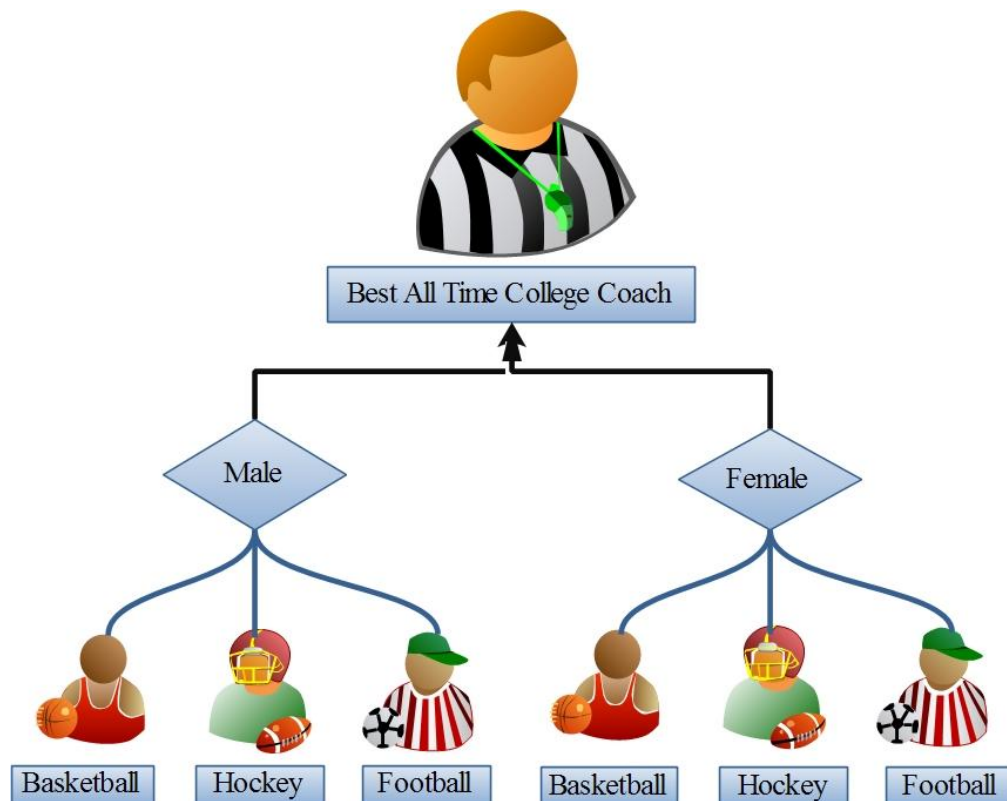 Best All Time College Coach
Male
Female
Basketball
Hockey
Football
Basketball
Hockey
Football